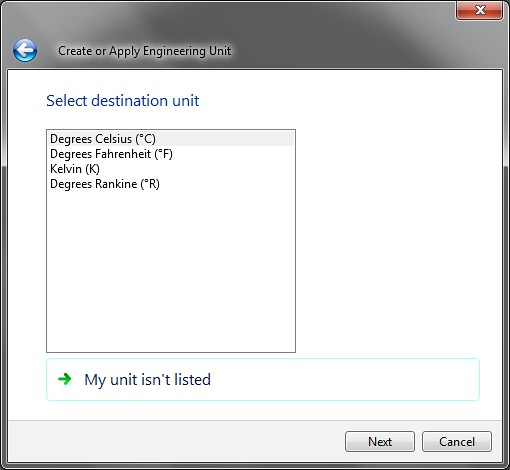 Create or Apply Engineering Unit
Select destination unit
Degrees Celsius (°C)
Degrees Fahrenheit (°F)
Kelvin (K)
Degrees Rankine (°R)
My unit isn't listed
Next
Cancel